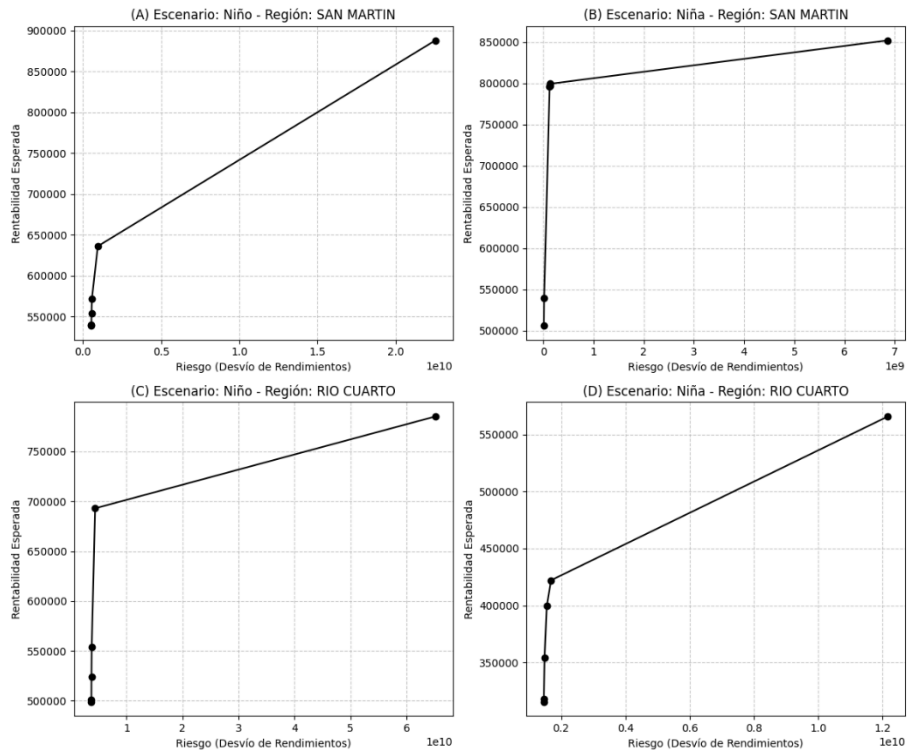 (A) Escenario: Niño - Región: SAN MARTIN
900000
850000
800000
750000
700000
650000
600000
550000
Rentabilidad Esperada
0.0 0.5 1.0 1.5 2.0
1e10
Riesgo (Desvío de Rendimientos)
(B) Escenario: Niña - Región: SAN MARTIN
850000
800000
750000
700000
650000
600000
550000
500000
Rentabilidad Esperada
0 1 2 3 4 5 6 7
1e9
Riesgo (Desvío de Rendimientos)
(C) Escenario: Niño - Región: RIO CUARTO
750000
700000
650000
600000
550000
500000
Rentabilidad Esperada
1 2 3 4 5 6
1e10
Riesgo (Desvío de Rendimientos)
(D) Escenario: Niña - Región: RIO CUARTO
550000
500000
450000
400000
350000
Rentabilidad Esperada
0.2 0.4 0.6 0.8 1.0 1.2
1e10
Riesgo (Desvío de Rendimientos)